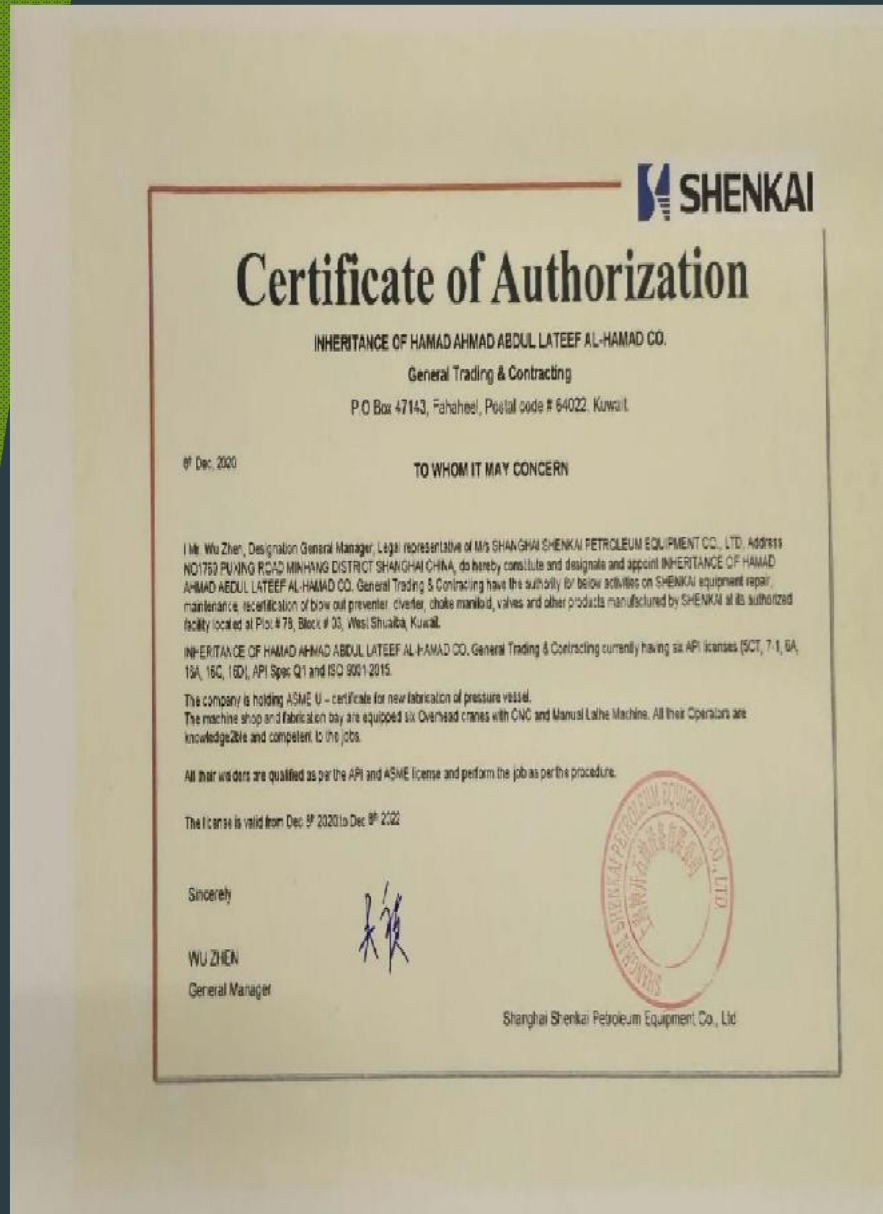 SHENKAI
Certificate of Authorization
INHERITANCE OF HAMAD AHMAD ABDUL LATEEF AL-HAMAD CO.
General Trading & Contracting
P.O Box 47143, Fahaheel, Postal code # 64022, Kuwait.
Dec, 2020
TO WHOM IT MAY CONCERN
I Mr. Wu Zhen, Designation General Manager, Legal representative of M/s SHANGHAI SHENKAI PETROLEUM EQUIPMENT CO., LTD, Address
NO1769 PUXING ROAD MINHANG DISTRICT SHANGHAI CHINA, do hereby constitute and designate and appoint INHERITANCE OF HAMAD
AHMAD ABDUL LATEEF AL-HAMAD CO. General Trading & Contracting have the authority for below activities on SHENKAI equipment repair,
maintenance, recertification of blow out preventer, diverter, choke manifold, valves and other products manufactured by SHENKAI at its authorized
facility located at Plot # 78, Block # 03, West Shuaiba, Kuwait.
INHERITANCE OF HAMAD AHMAD ABDUL LATEEF AL-HAMAD CO. General Trading & Contracting currently having six API licenses (5CT, 7-1, 6A,
16A, 16C, 16D), API Spec Q1 and ISO 9001-2015.
The company is holding ASME U – certificate for new fabrication of pressure vessel.
The machine shop and fabrication bay are equipped six Overhead cranes with CNC and Manual Lathe Machine. All their Operators are
knowledge2ble and competent to the jobs.
All their welders are qualified as per the API and ASME license and perform the job as per the procedure.
The license is valid from Dec 2020 to Dec 8th 2022
Sincerely
WU ZHEN
General Manager
SHANGHAI SHENKAI PETROLEUM EQUIPMENT CO., LTD.
Shanghai Shenkai Petroleum Equipment Co., Ltd